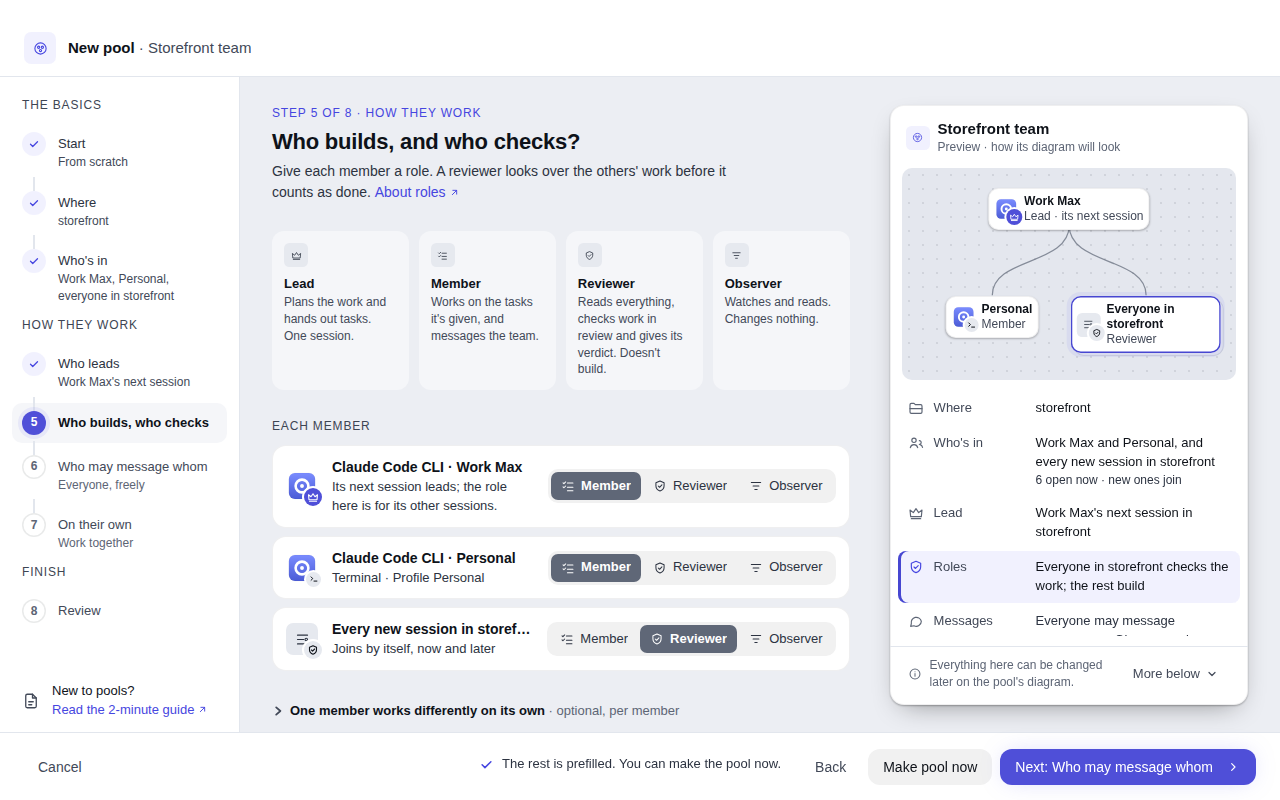 New pool · Storefront team
THE BASICS
Start
From scratch
Where
storefront
Who's in
Work Max, Personal,
everyone in storefront
HOW THEY WORK
Who leads
Work Max's next session
5
Who builds, who checks
6
Who may message whom
Everyone, freely
7
On their own
Work together
FINISH
8
Review
New to pools?
Read the 2-minute guide
STEP 5 OF 8 · HOW THEY WORK
Who builds, and who checks?
Give each member a role. A reviewer looks over the others' work before it
counts as done. About roles
Lead
Plans the work and
hands out tasks.
One session.
Member
Works on the tasks
it's given, and
messages the team.
Reviewer
Reads everything,
checks work in
review and gives its
verdict. Doesn't
build.
Observer
Watches and reads.
Changes nothing.
EACH MEMBER
Claude Code CLI · Work Max
Its next session leads; the role
here is for its other sessions.
Member
Reviewer
Observer
Claude Code CLI · Personal
Terminal · Profile Personal
Member
Reviewer
Observer
Every new session in storef…
Joins by itself, now and later
Member
Reviewer
Observer
One member works differently on its own · optional, per member
Storefront team
Preview · how its diagram will look
Work Max
Lead · its next session
Personal
Member
Everyone in
storefront
Reviewer
Where
storefront
Who's in
Work Max and Personal, and
every new session in storefront
6 open now · new ones join
Lead
Work Max's next session in
storefront
Roles
Everyone in storefront checks the
work; the rest build
Messages
Everyone may message
Everything here can be changed
later on the pool's diagram.
More below
Cancel
The rest is prefilled. You can make the pool now.
Back
Make pool now
Next: Who may message whom